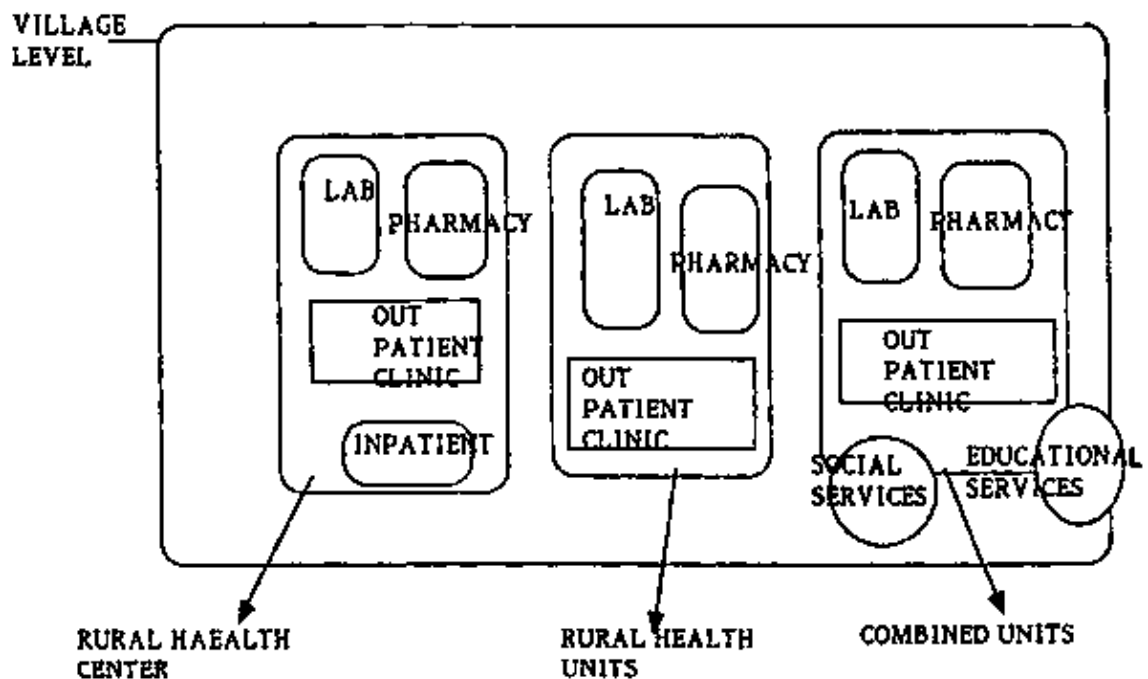 VILLAGE
LEVEL
LAB
PHARMACY
OUT
PATIENT
CLINIC
INPATIENT
LAB
PHARMACY
OUT
PATIENT
CLINIC
LAB
PHARMACY
OUT
PATIENT
CLINIC
SOCIAL
SERVICES
EDUCATIONAL
SERVICES
RURAL HAEALTH
CENTER
RURAL HEALTH
UNITS
COMBINED UNITS